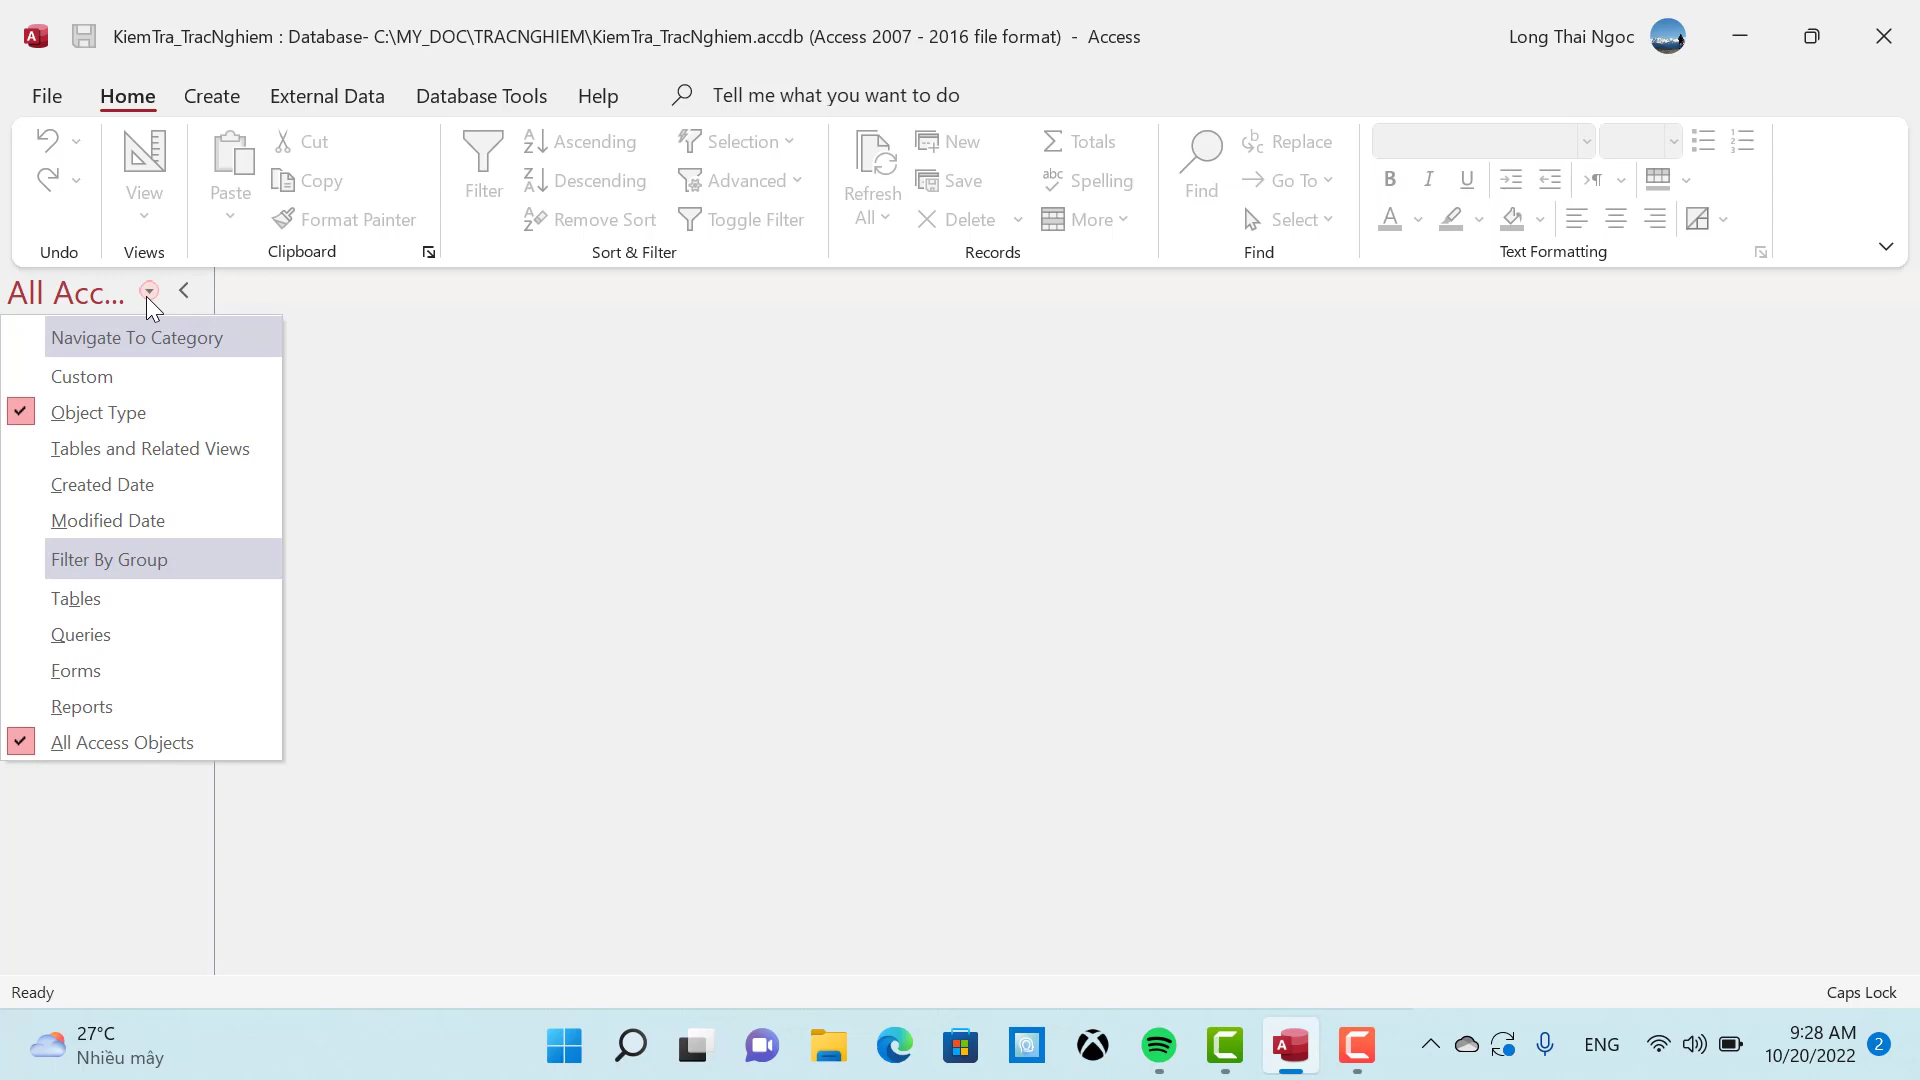 KiemTra_TracNghiem : Database- C:\MY_DOC\TRACNGHIEM\KiemTra_TracNghiem.accdb (Access 2007 - 2016 file format) - Access
Long Thai Ngoc
File Home Create External Data Database Tools Help Tell me what you want to do
View
Paste
Cut
Copy
Format Painter
Filter
Ascending
Descending
Remove Sort
Selection
Advanced
Toggle Filter
Refresh
All
New
Save
Delete
Totals
Spelling
More
Find
Replace
Go To
Select
Undo Views Clipboard Sort & Filter Records Find Text Formatting
All Acc...
Navigate To Category
Custom
Object Type
Tables and Related Views
Created Date
Modified Date
Filter By Group
Tables
Queries
Forms
Reports
All Access Objects
Ready
Caps Lock
27°C
Nhiều mây
ENG
9:28 AM
10/20/2022
2